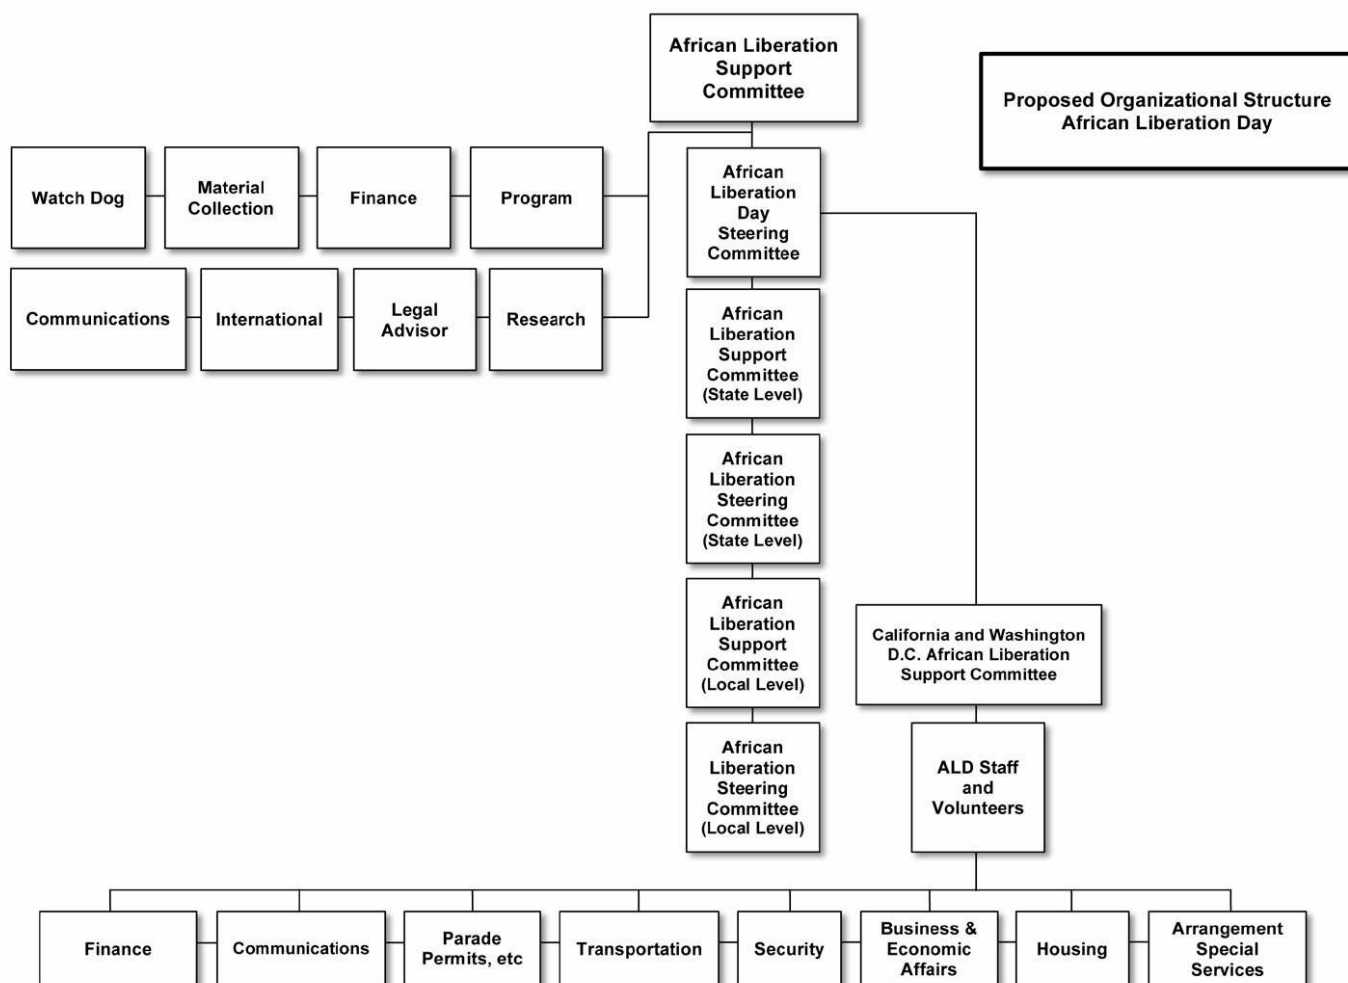 African Liberation
Support
Committee
Proposed Organizational Structure
African Liberation Day
Watch Dog
Material
Collection
Finance
Program
African
Liberation
Day
Steering
Committee
Communications
International
Legal
Advisor
Research
African
Liberation
Support
Committee
(State Level)
African
Liberation
Steering
Committee
(State Level)
African
Liberation
Support
Committee
(Local Level)
California and Washington
D.C. African Liberation
Support Committee
African
Liberation
Steering
Committee
(Local Level)
ALD Staff
and
Volunteers
Finance
Communications
Parade
Permits, etc
Transportation
Security
Business &
Economic
Affairs
Housing
Arrangement
Special
Services